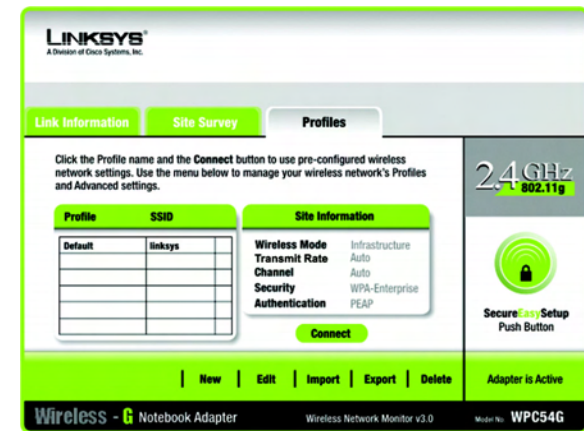 LINKSYS®
A Division of Cisco Systems, Inc.
Link Information
Site Survey
Profiles
Click the Profile name and the Connect button to use pre-configured wireless
network settings. Use the menu below to manage your wireless network's Profiles
and Advanced settings.
Profile SSID
Default linksys
Site Information
Wireless Mode Infrastructure
Transmit Rate Auto
Channel Auto
Security WPA-Enterprise
Authentication PEAP
Connect
2.4 GHz
802.11g
SecureEasySetup
Push Button
New | Edit | Import | Export | Delete
Adapter is Active
Wireless - G Notebook Adapter
Wireless Network Monitor v3.0
Model No. WPC54G